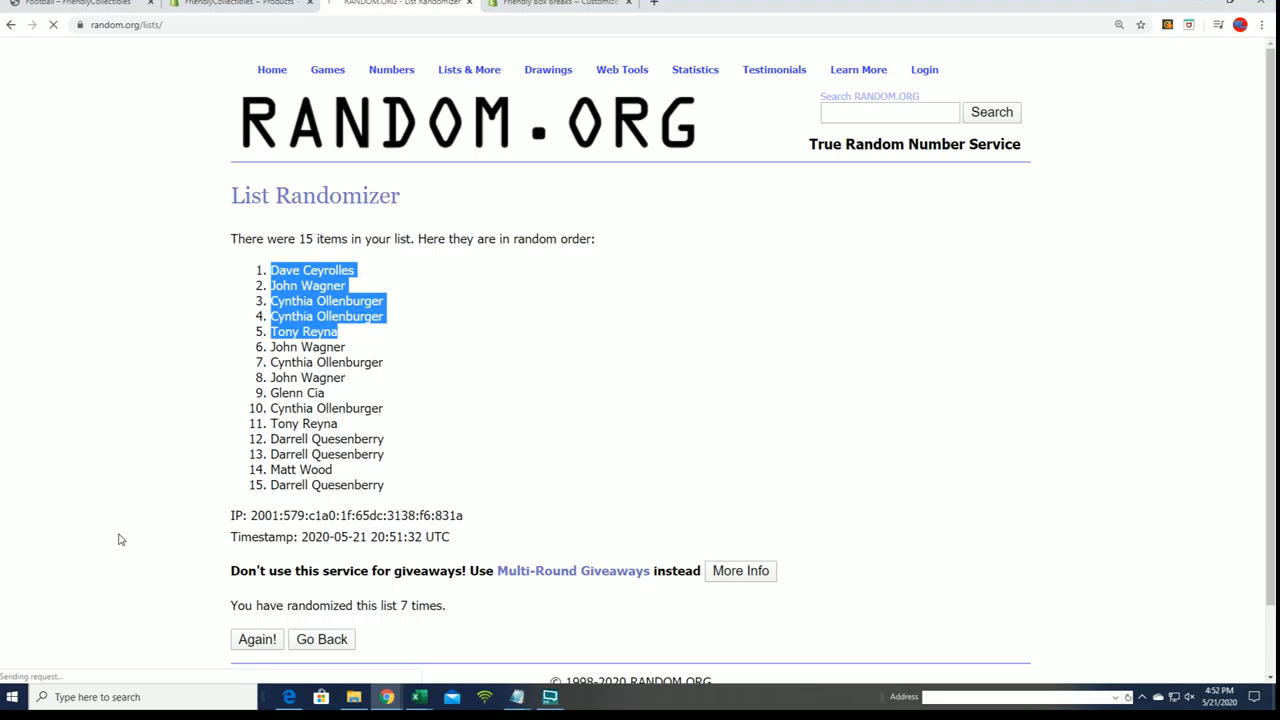 Football – FriendlyCollectibles
FriendlyCollectibles ~ Products ·
RANDOM.ORG - List Randomizer
Friendly Box Breaks ~ Customize
random.org/lists/
Home Games Numbers Lists & More Drawings Web Tools Statistics Testimonials Learn More Login
RANDOM.ORG
Search RANDOM.ORG
Search
True Random Number Service
List Randomizer
There were 15 items in your list. Here they are in random order:
1. Dave Ceyrolles
2. John Wagner
3. Cynthia Ollenburger
4. Cynthia Ollenburger
5. Tony Reyna
6. John Wagner
7. Cynthia Ollenburger
8. John Wagner
9. Glenn Cia
10. Cynthia Ollenburger
11. Tony Reyna
12. Darrell Quesenberry
13. Darrell Quesenberry
14. Matt Wood
15. Darrell Quesenberry
IP: 2001:579:c1a0:1f:65dc:3138:f6:831a
Timestamp: 2020-05-21 20:51:32 UTC
Don't use this service for giveaways! Use Multi-Round Giveaways instead More Info
You have randomized this list 7 times.
Again! Go Back
© 1998-2020 RANDOM.ORG
Sending request...
Type here to search
Address
4:52 PM
5/21/2020